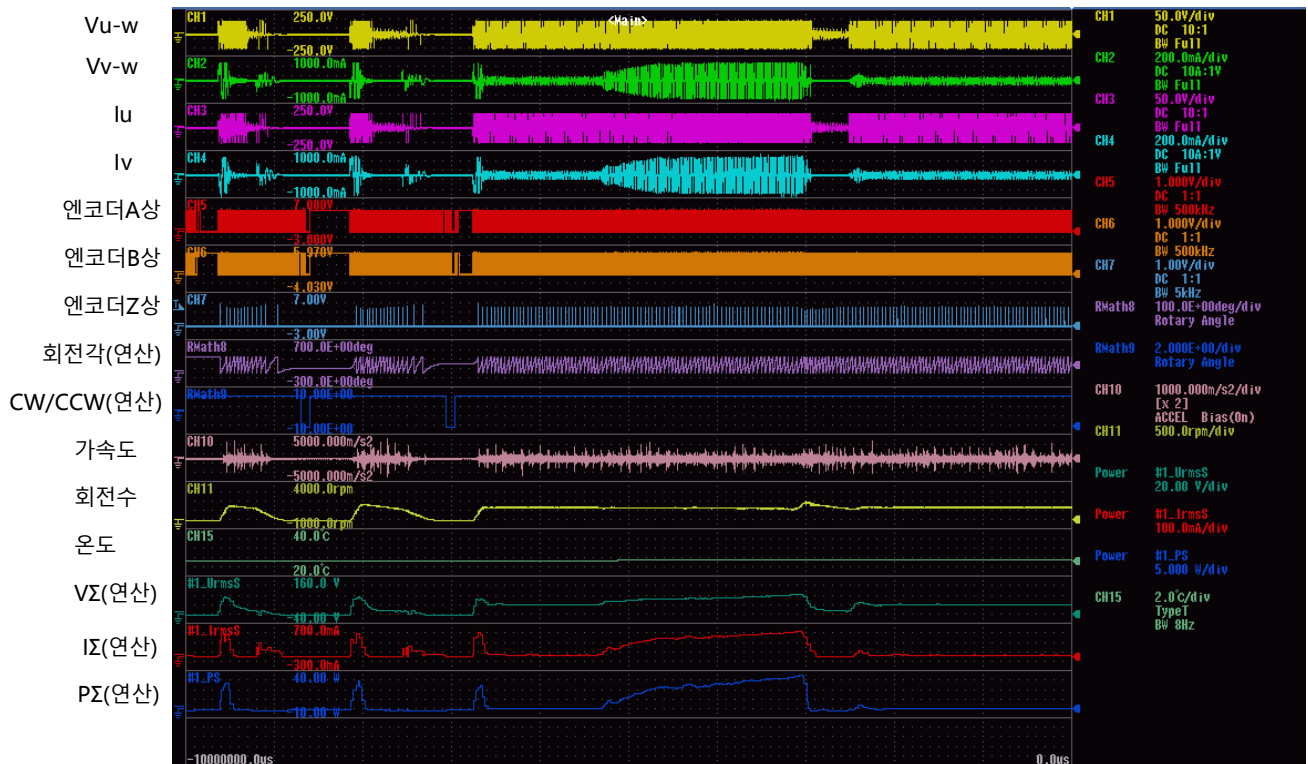 Vu-w
Vv-w
Iu
Iv
엔코더A상
엔코더B상
엔코더Z상
회전각(연산)
CW/CCW(연산)
가속도
회전수
온도
VΣ(연산)
IΣ(연산)
PΣ(연산)
<Main>
CH1 250.0V
-250.0V
CH2 1000.0mA
-1000.0mA
CH3 250.0V
-250.0V
CH4 1000.0mA
-1000.0mA
CH5 7.000V
-3.000V
CH6 5.970V
-4.030V
CH7 7.00V
-3.00V
RMath8 700.0E+00deg
-300.0E+00deg
RMath9 10.00E+00
-10.00E+00
CH10 5000.000m/s2
-5000.000m/s2
CH11 4000.0rpm
-1000.0rpm
CH15 40.0℃
20.0℃
#1_UrmsS 160.0 V
-40.00 V
#1_IrmsS 700.0mA
-300.0mA
#1_PS 40.00 W
-10.00 W
-10000000.0us 0.0us
CH1 50.0V/div
DC 10:1
BW Full
CH2 200.0mA/div
DC 10A:1V
BW Full
CH3 50.0V/div
DC 10:1
BW Full
CH4 200.0mA/div
DC 10A:1V
BW Full
CH5 1.000V/div
DC 1:1
BW 500kHz
CH6 1.000V/div
DC 1:1
BW 500kHz
CH7 1.00V/div
DC 1:1
BW 5kHz
RMath8 100.0E+00deg/div
Rotary Angle
RMath9 2.000E+00/div
Rotary Angle
CH10 1000.000m/s2/div
[x 2]
ACCEL Bias(On)
CH11 500.0rpm/div
Power #1_UrmsS
20.00 V/div
Power #1_IrmsS
100.0mA/div
Power #1_PS
5.000 W/div
CH15 2.0℃/div
TypeT
BW 8Hz